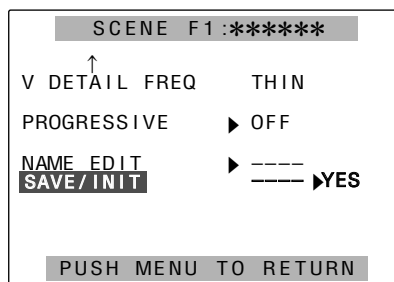 SCENE F1:******
↑
V DETAIL FREQ THIN
PROGRESSIVE ▶ OFF
NAME EDIT ▶ ----
SAVE/INIT ---- ▶YES
PUSH MENU TO RETURN